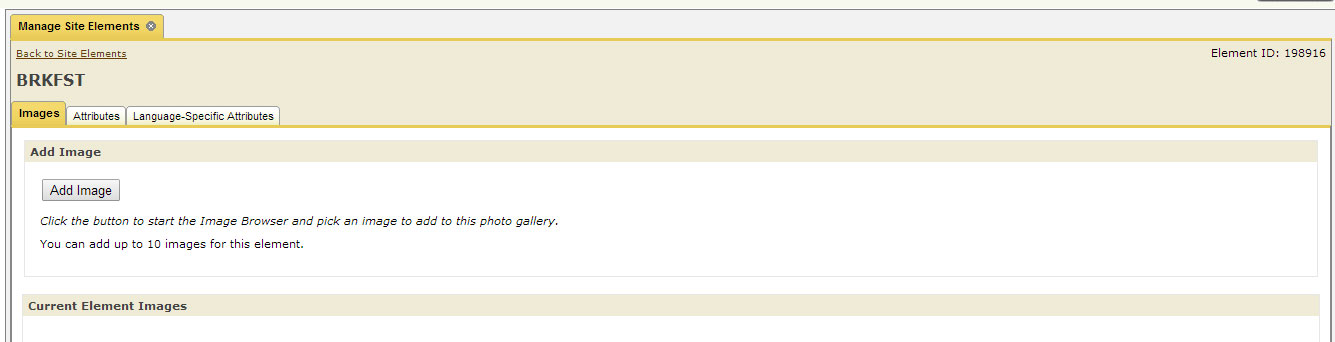 Manage Site Elements
Back to Site Elements
Element ID: 198916
BRKFST
Images Attributes Language-Specific Attributes
Add Image
Add Image
Click the button to start the Image Browser and pick an image to add to this photo gallery.
You can add up to 10 images for this element.
Current Element Images